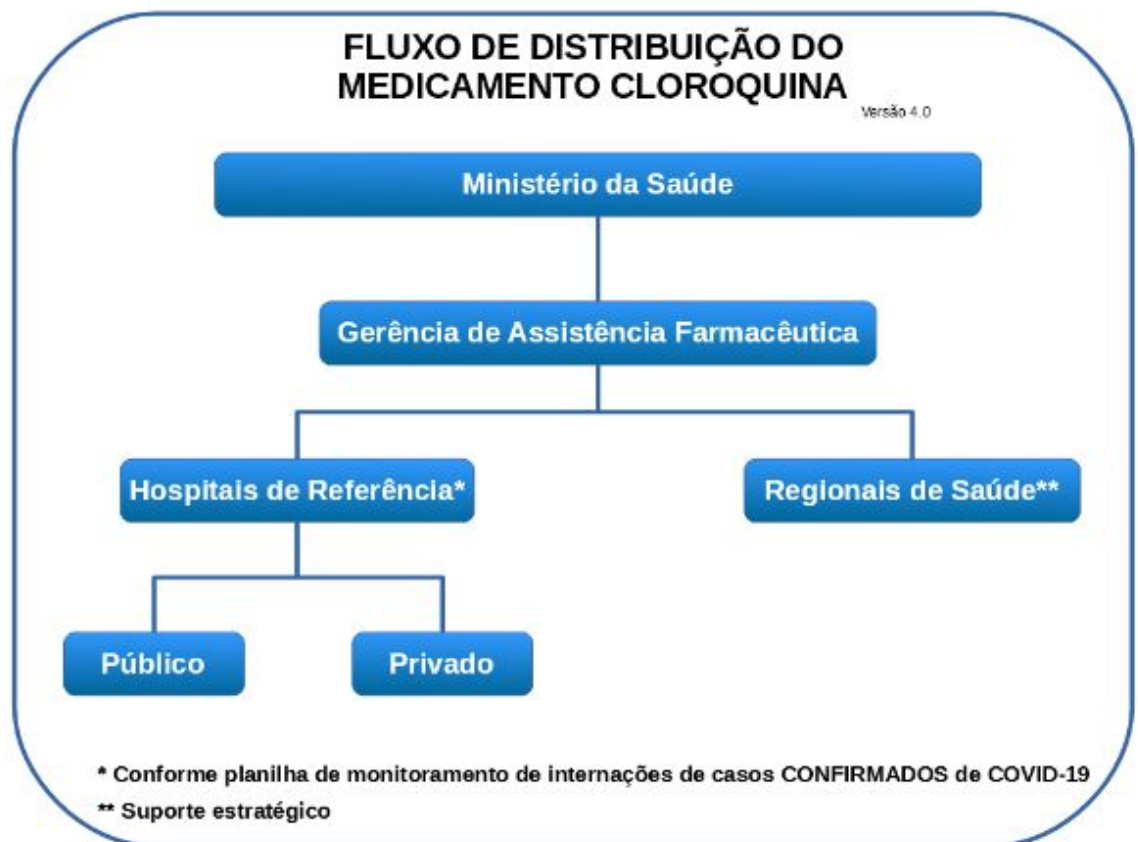 FLUXO DE DISTRIBUIÇÃO DO
MEDICAMENTO CLOROQUINA
Versão 4.0
Ministério da Saúde
Gerência de Assistência Farmacêutica
Hospitais de Referência*
Regionais de Saúde**
Público
Privado
* Conforme planilha de monitoramento de internações de casos CONFIRMADOS de COVID-19
** Suporte estratégico